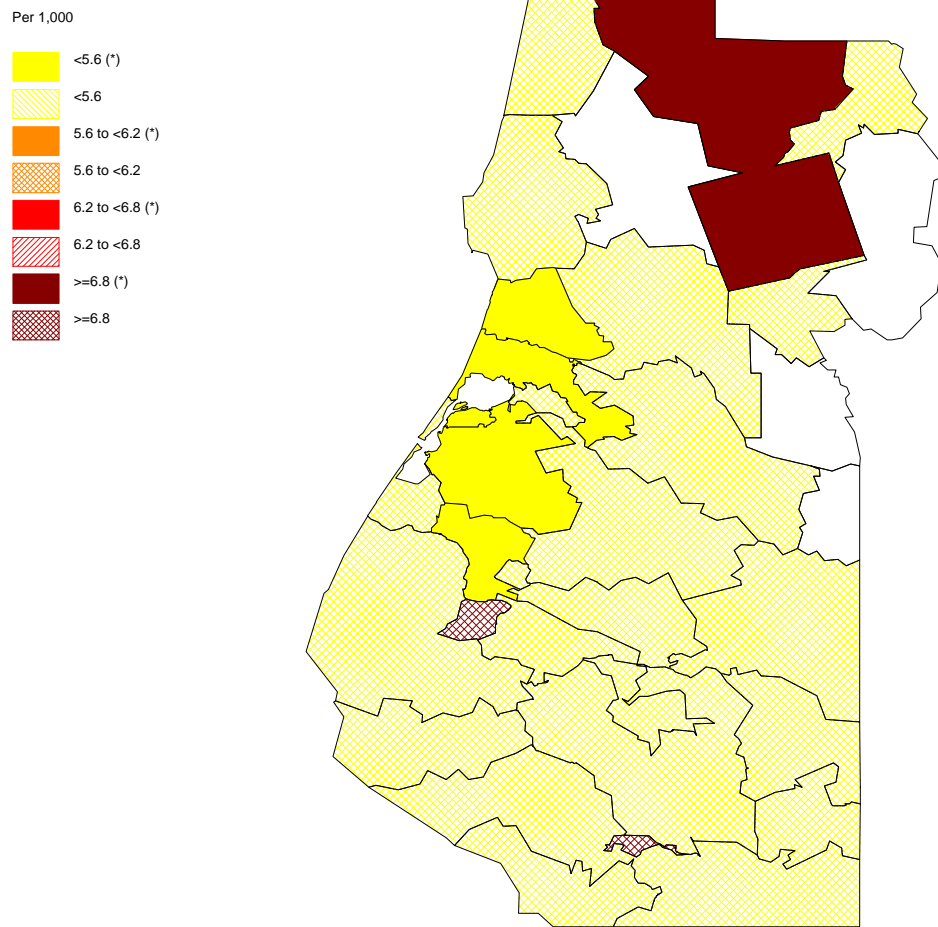 Per 1,000
<5.6 (*)
<5.6
5.6 to <6.2 (*)
5.6 to <6.2
6.2 to <6.8 (*)
6.2 to <6.8
>=6.8 (*)
>=6.8